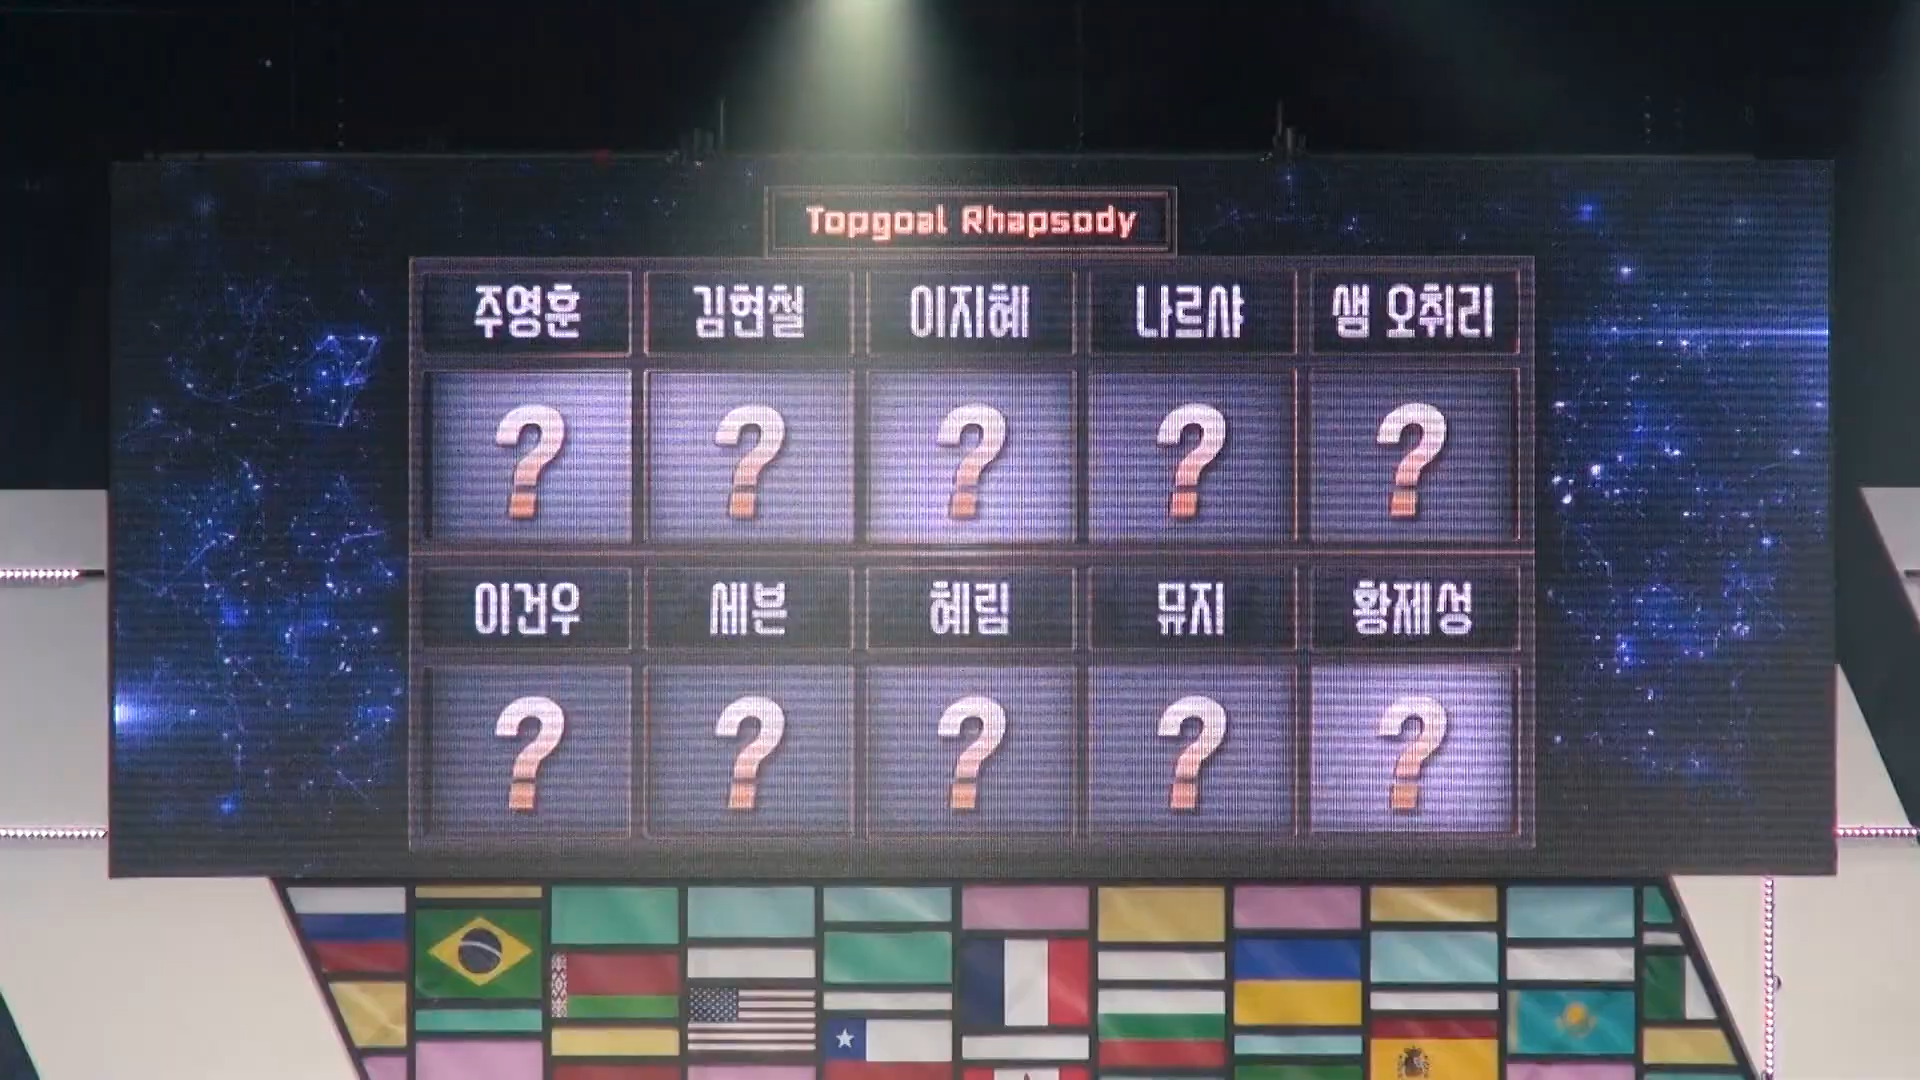 Topgoal Rhapsody
주영훈 김현철 이지혜 나르샤 샘 오취리
? ? ? ? ?
이건우 세븐 혜림 뮤지 황제성
? ? ? ? ?